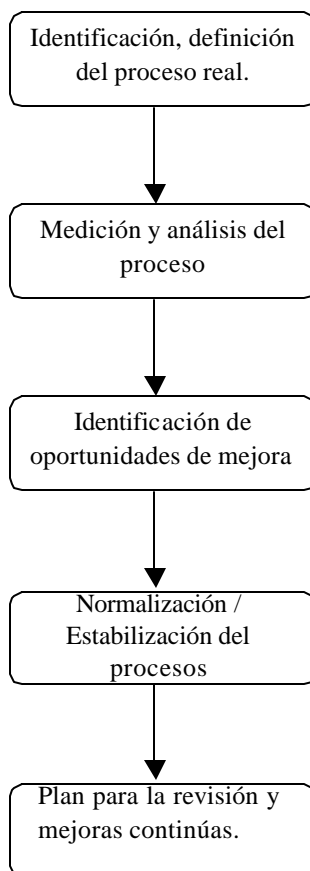 Identificación, definición
del proceso real.
Medición y análisis del
proceso
Identificación de
oportunidades de mejora
Normalización /
Estabilización del
procesos
Plan para la revisión y
mejoras continúas.